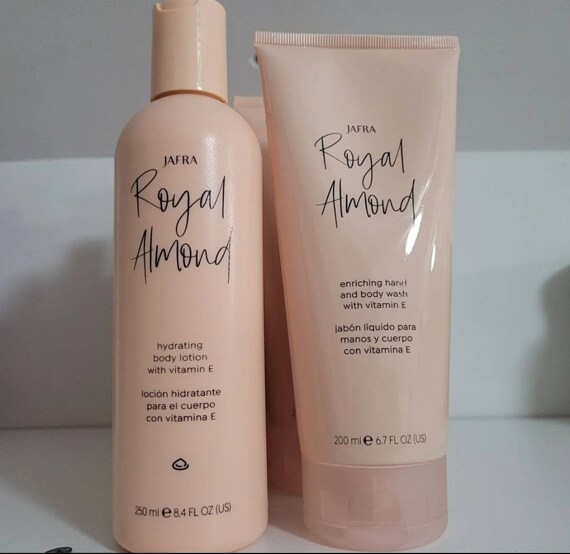 JAFRA
Royal
Almond
hydrating
body lotion
with vitamin E
loción hidratante
para el cuerpo
con vitamina E
250 ml e 8.4 FL OZ (US)
JAFRA
Royal
Almond
enriching hand
and body wash
with vitamin E
jabón líquido para
manos y cuerpo
con vitamina E
200 ml e 6.7 FL OZ (US)